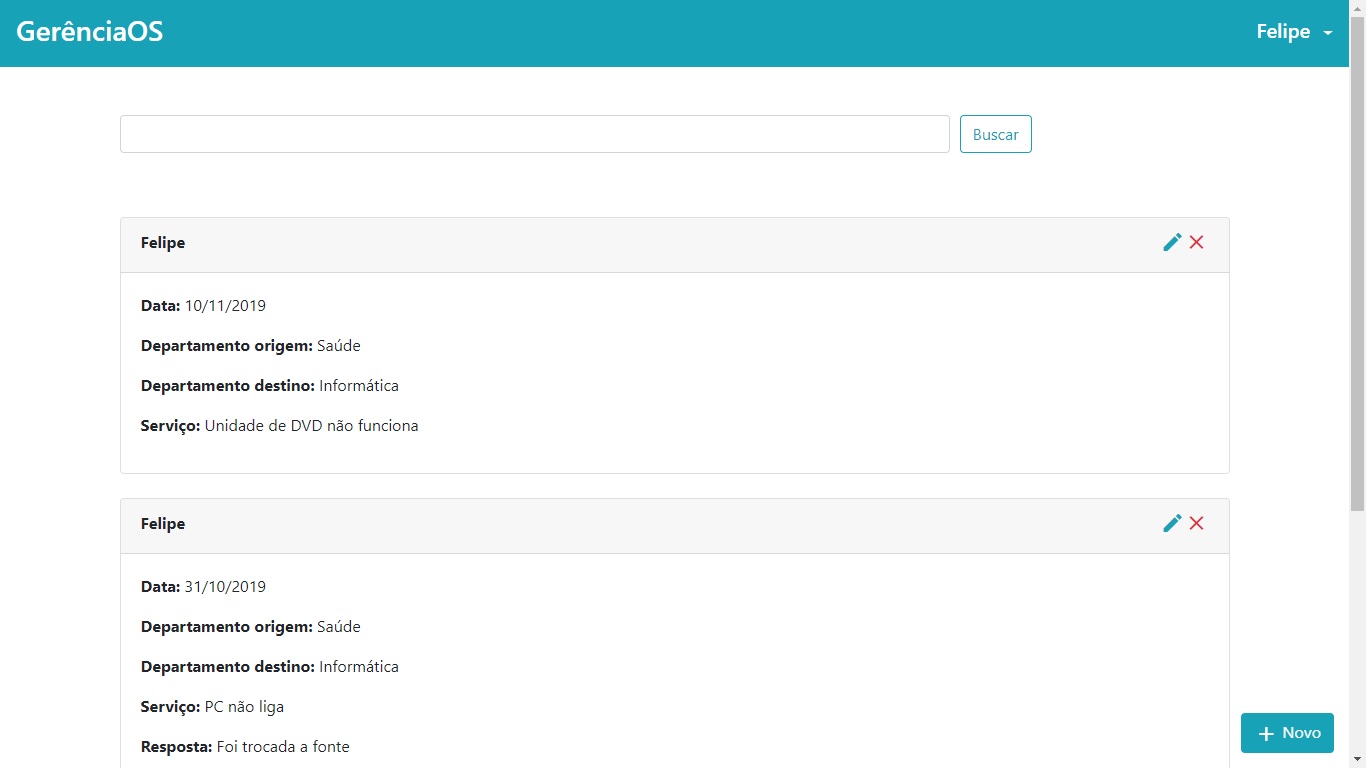 GerênciaOS
Felipe
Buscar
Felipe
Data: 10/11/2019
Departamento origem: Saúde
Departamento destino: Informática
Serviço: Unidade de DVD não funciona
Felipe
Data: 31/10/2019
Departamento origem: Saúde
Departamento destino: Informática
Serviço: PC não liga
Resposta: Foi trocada a fonte
+ Novo